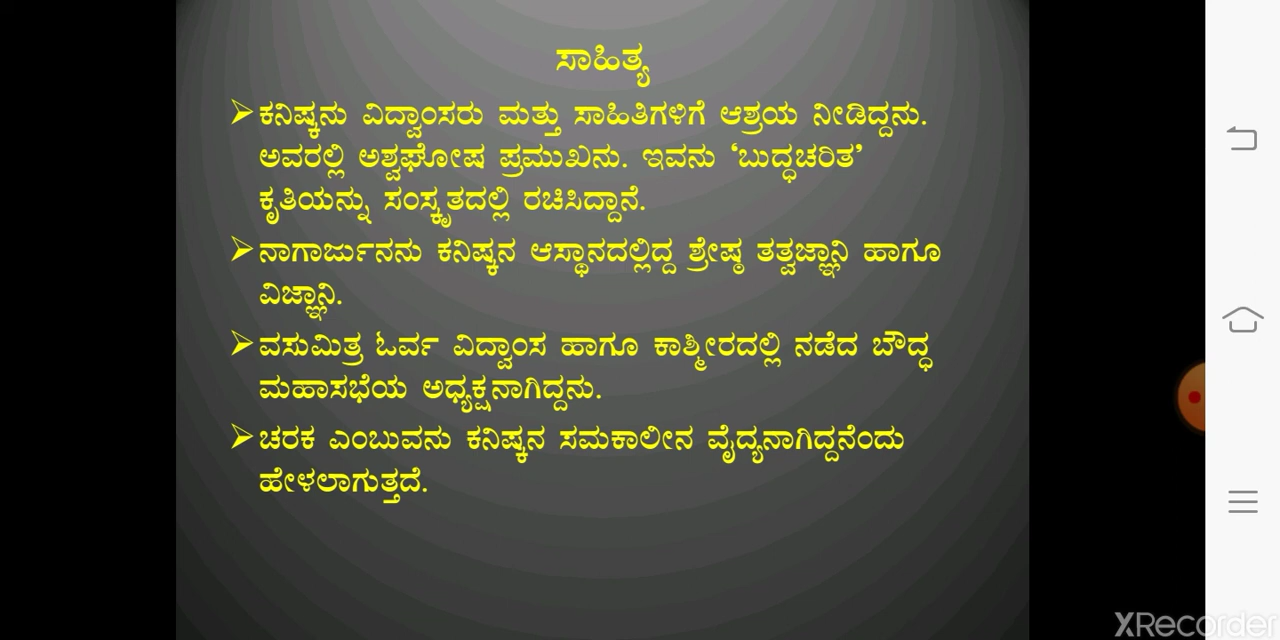 ಸಾಹಿತ್ಯ
➢ಕನಿಷ್ಕನು ವಿದ್ವಾಂಸರು ಮತ್ತು ಸಾಹಿತಿಗಳಿಗೆ ಆಶ್ರಯ ನೀಡಿದ್ದನು.
ಅವರಲ್ಲಿ ಅಶ್ವಘೋಷ ಪ್ರಮುಖನು. ಇವನು ‘ಬುದ್ಧಚರಿತ’
ಕೃತಿಯನ್ನು ಸಂಸ್ಕೃತದಲ್ಲಿ ರಚಿಸಿದ್ದಾನೆ.
➢ನಾಗಾರ್ಜುನನು ಕನಿಷ್ಕನ ಆಸ್ಥಾನದಲ್ಲಿದ್ದ ಶ್ರೇಷ್ಠ ತತ್ವಜ್ಞಾನಿ ಹಾಗೂ
ವಿಜ್ಞಾನಿ.
➢ವಸುಮಿತ್ರ ಓರ್ವ ವಿದ್ವಾಂಸ ಹಾಗೂ ಕಾಶ್ಮೀರದಲ್ಲಿ ನಡೆದ ಬೌದ್ಧ
ಮಹಾಸಭೆಯ ಅಧ್ಯಕ್ಷನಾಗಿದ್ದನು.
➢ಚರಕ ಎಂಬುವನು ಕನಿಷ್ಕನ ಸಮಕಾಲೀನ ವೈದ್ಯನಾಗಿದ್ದನೆಂದು
ಹೇಳಲಾಗುತ್ತದೆ.
XRecorder